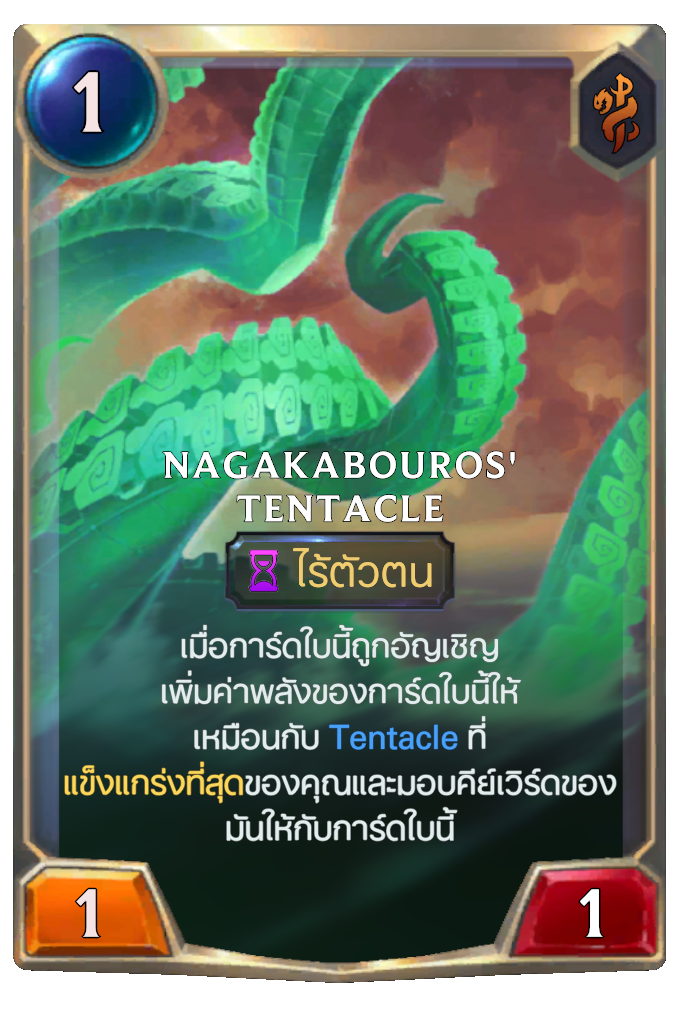 1
NAGAKABOUROS'
TENTACLE
ไร้ตัวตน
เมื่อการ์ดใบนี้ถูกอัญเชิญ
เพิ่มค่าพลังของการ์ดใบนี้ให้
เหมือนกับ Tentacle ที่
แข็งแกร่งที่สุดของคุณและมอบคีย์เวิร์ดของ
มันให้กับการ์ดใบนี้
1
1